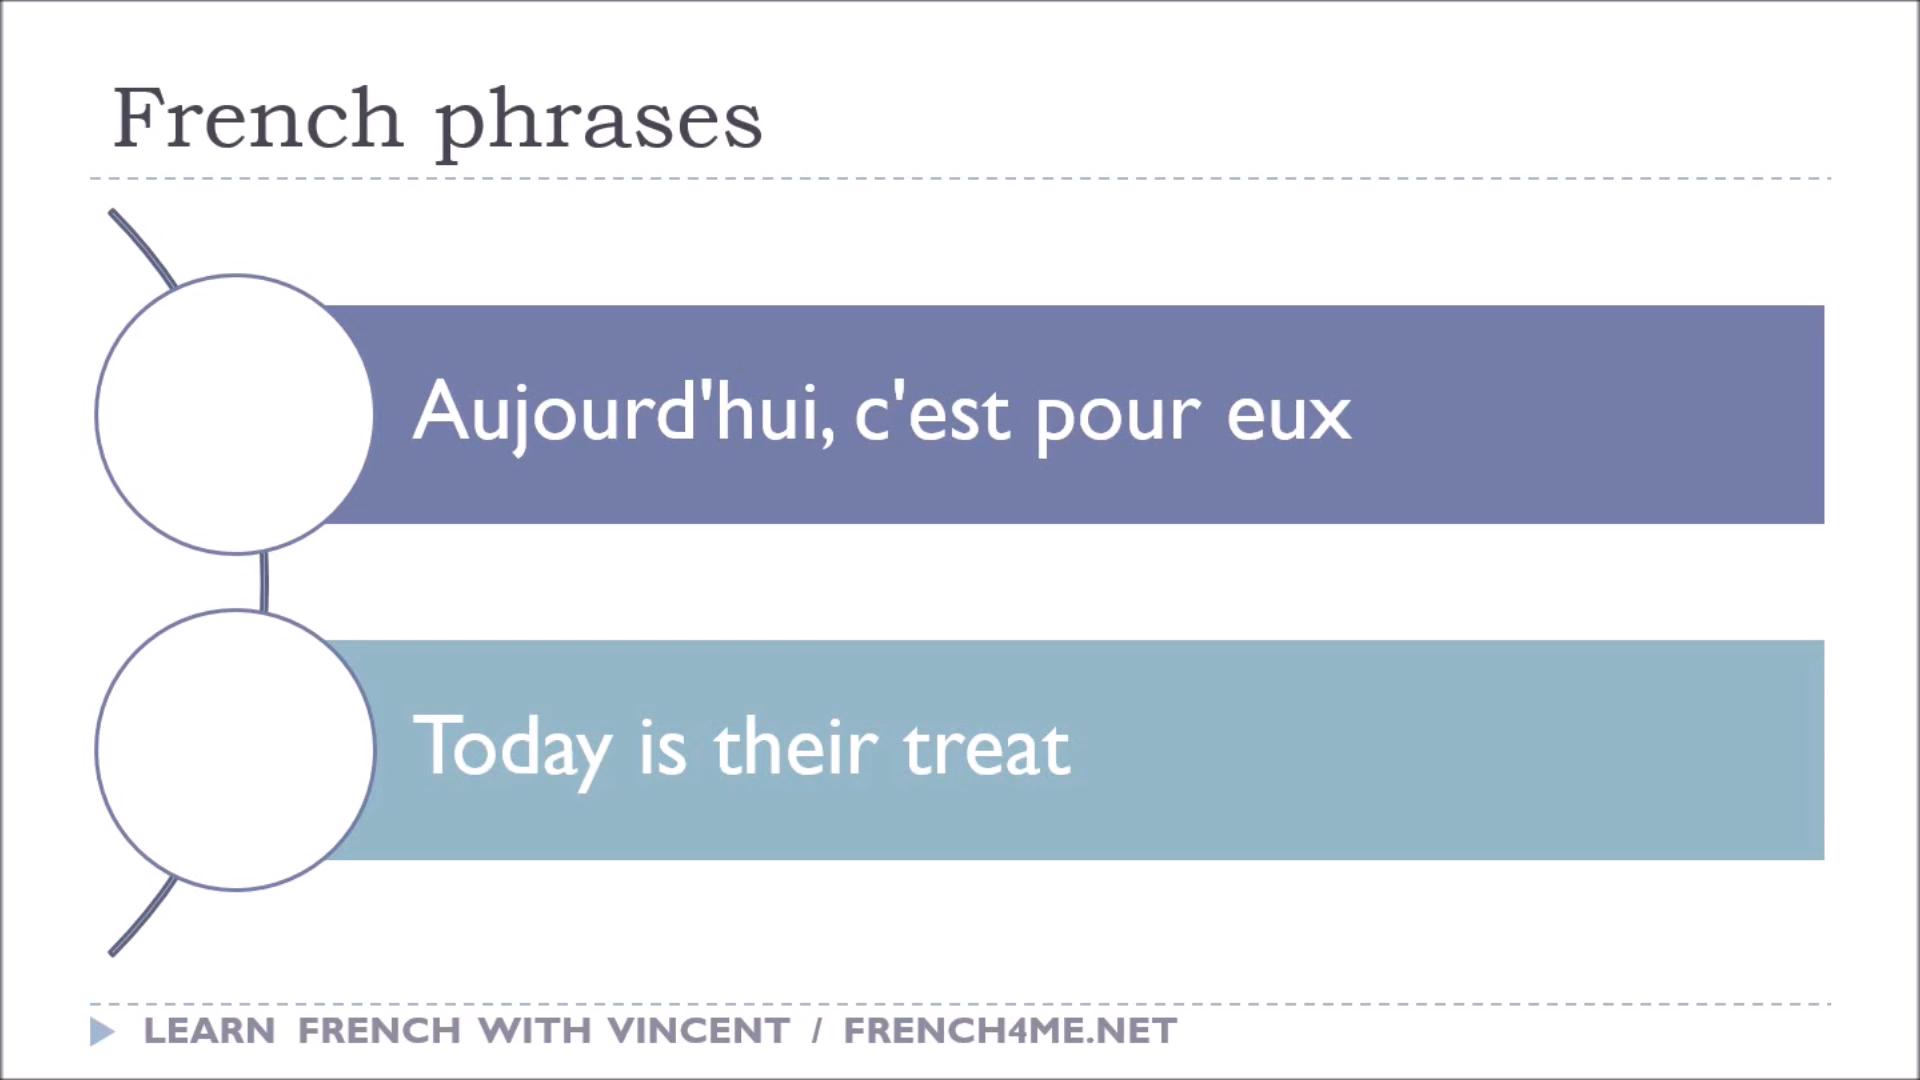 French phrases
Aujourd'hui, c'est pour eux
Today is their treat
LEARN FRENCH WITH VINCENT / FRENCH4ME.NET